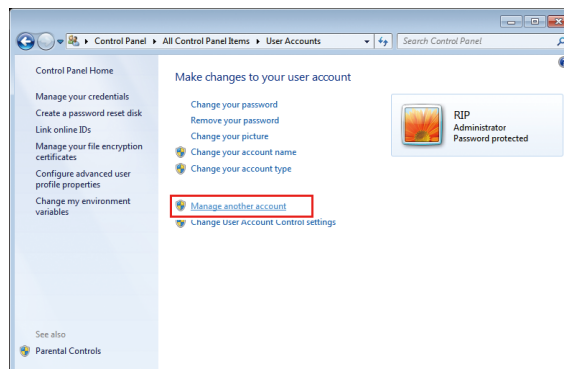 Control Panel ▸ All Control Panel Items ▸ User Accounts
Search Control Panel
Control Panel Home
Manage your credentials
Create a password reset disk
Link online IDs
Manage your file encryption
certificates
Configure advanced user
profile properties
Change my environment
variables
See also
Parental Controls
Make changes to your user account
Change your password
Remove your password
Change your picture
Change your account name
Change your account type
Manage another account
Change User Account Control settings
RIP
Administrator
Password protected